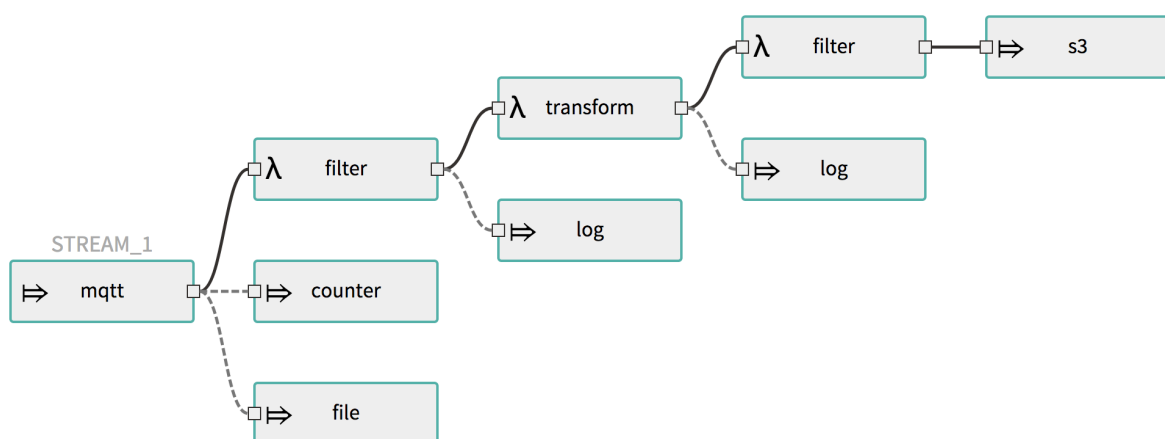 λ filter
s3
λ transform
λ filter
log
log
STREAM_1
mqtt
counter
file